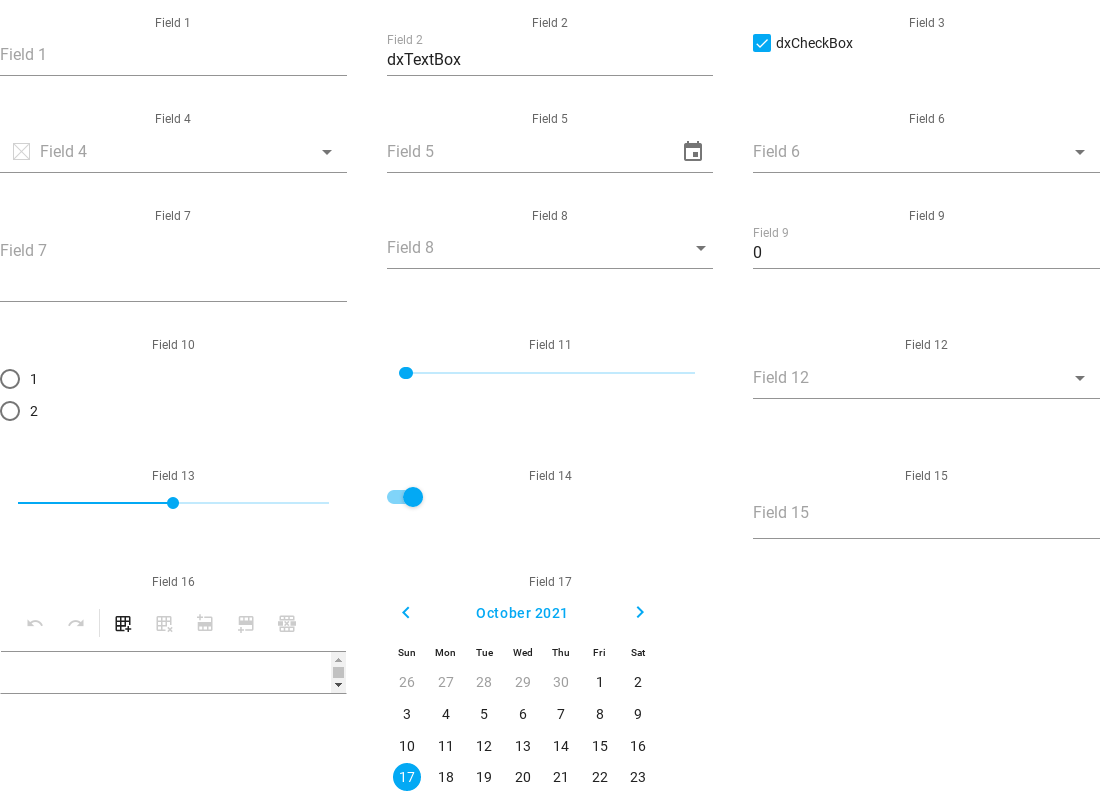 Field 1
Field 2
Field 3
Field 1
Field 2
dxTextBox
dxCheckBox
Field 4
Field 5
Field 6
Field 4
Field 5
Field 6
Field 7
Field 8
Field 9
Field 7
Field 8
Field 9
0
Field 10
Field 11
Field 12
1
2
Field 12
Field 13
Field 14
Field 15
Field 15
Field 16
Field 17
October 2021
Sun Mon Tue Wed Thu Fri Sat
26 27 28 29 30 1 2
3 4 5 6 7 8 9
10 11 12 13 14 15 16
17 18 19 20 21 22 23